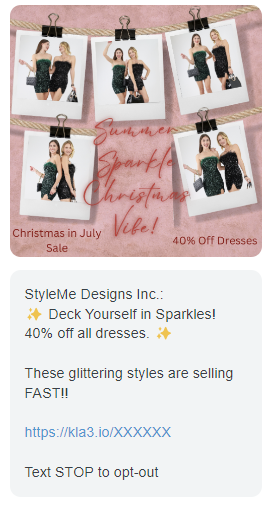 Summer
Sparkle
Christmas
Vibe!
Christmas in July
Sale
40% Off Dresses
StyleMe Designs Inc.:
✨ Deck Yourself in Sparkles!
40% off all dresses. ✨
These glittering styles are selling
FAST!!
https://kla3.io/XXXXXX
Text STOP to opt-out